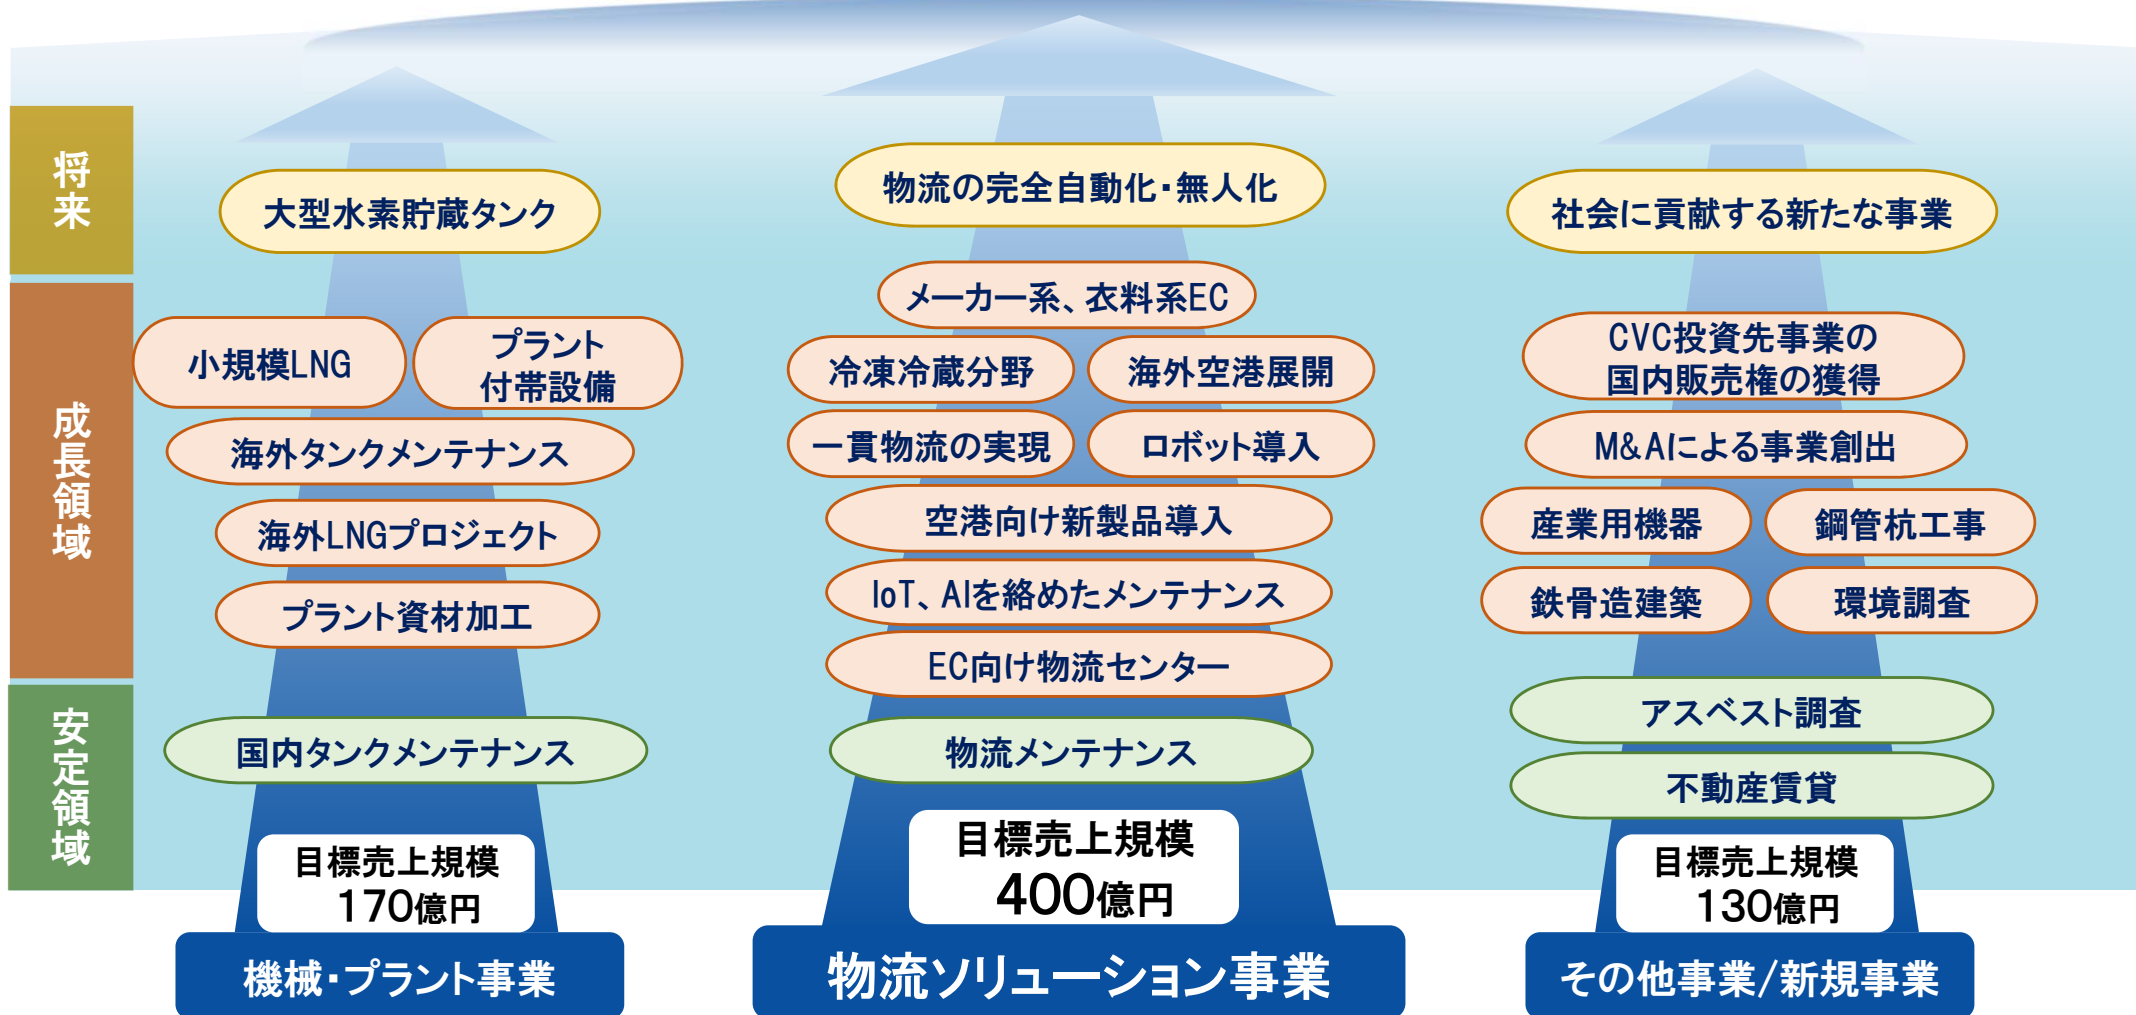 将来
成長領域
安定領域
大型水素貯蔵タンク
小規模LNG
プラント
付帯設備
海外タンクメンテナンス
海外LNGプロジェクト
プラント資材加工
国内タンクメンテナンス
目標売上規模
170億円
機械・プラント事業
物流の完全自動化・無人化
メーカー系、衣料系EC
冷凍冷蔵分野
海外空港展開
一貫物流の実現
ロボット導入
空港向け新製品導入
IoT、AIを絡めたメンテナンス
EC向け物流センター
物流メンテナンス
目標売上規模
400億円
物流ソリューション事業
社会に貢献する新たな事業
CVC投資先事業の
国内販売権の獲得
M&Aによる事業創出
産業用機器
鋼管杭工事
鉄骨造建築
環境調査
アスベスト調査
不動産賃貸
目標売上規模
130億円
その他事業/新規事業